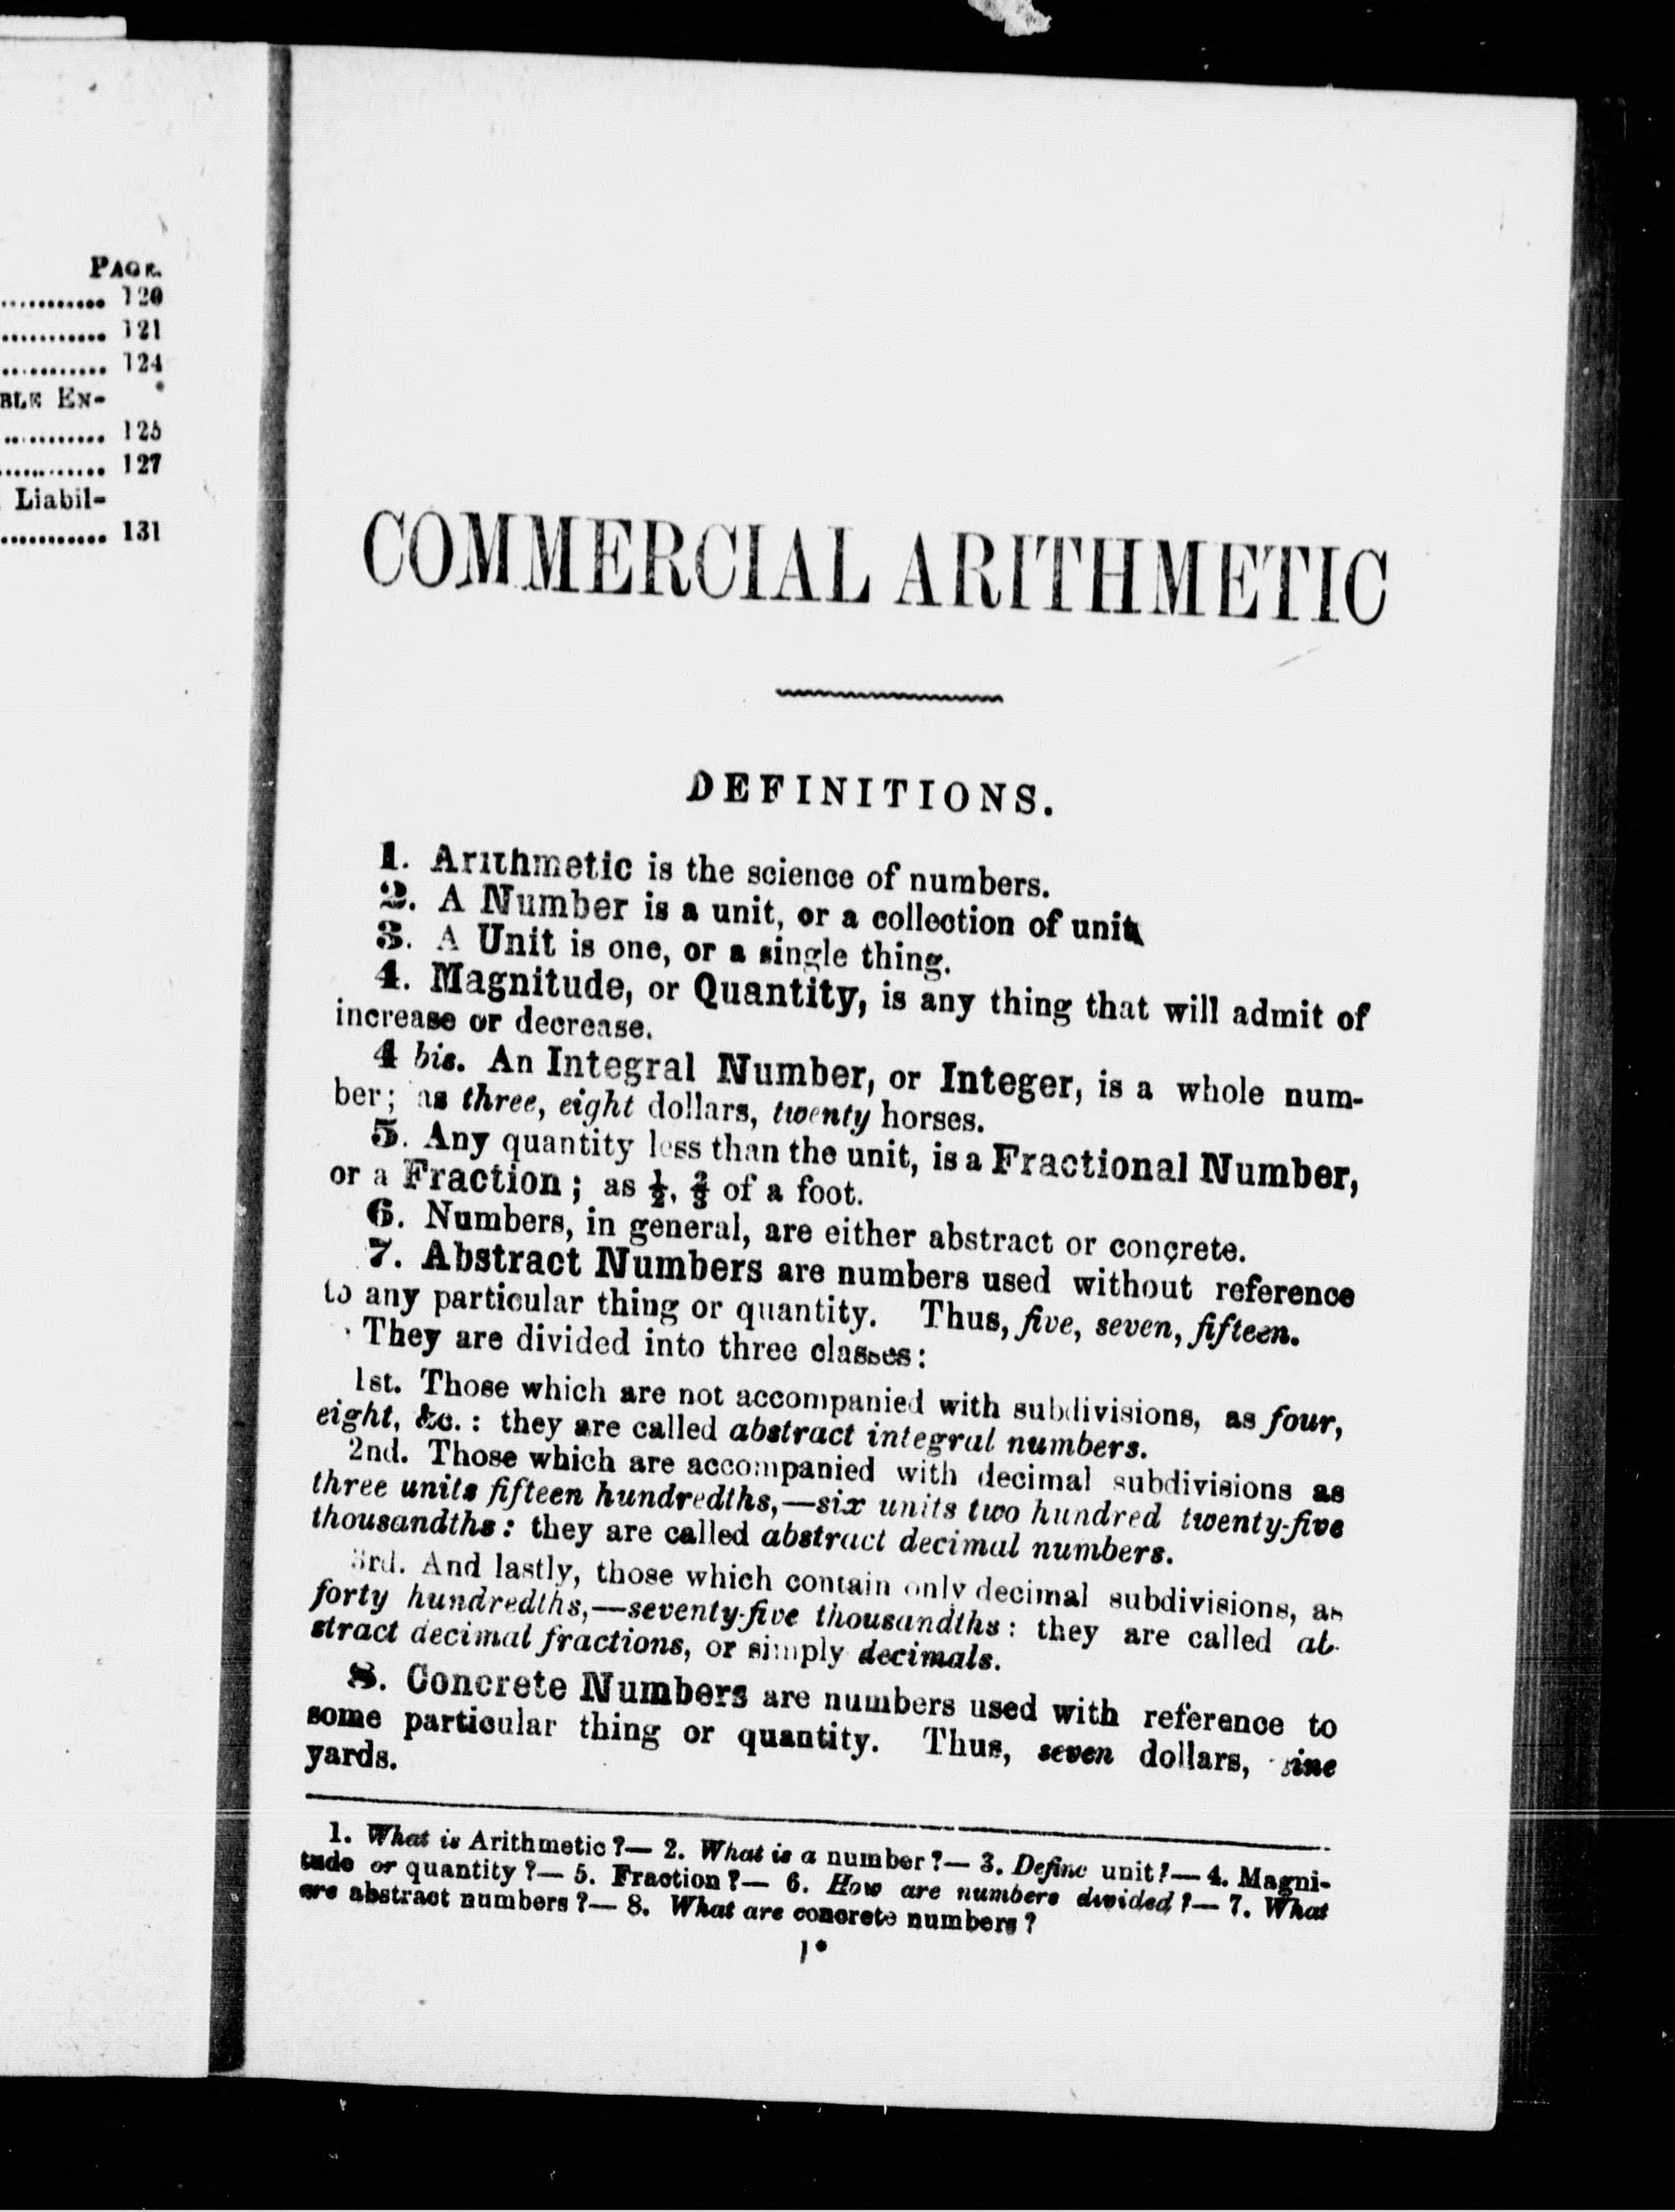 PAGE.
............ 120
............ 121
............ 124
BLE EN-
............ 125
............ 127
Liabil-
............ 131
COMMERCIAL ARITHMETIC
DEFINITIONS.
1. Arithmetic is the science of numbers.
2. A Number is a unit, or a collection of units
3. A Unit is one, or a single thing.
4. Magnitude, or Quantity, is any thing that will admit of
increase or decrease.
4 bis. An Integral Number, or Integer, is a whole num-
ber; as three, eight dollars, twenty horses.
5. Any quantity less than the unit, is a Fractional Number,
or a Fraction; as ½, ⅔ of a foot.
6. Numbers, in general, are either abstract or concrete.
7. Abstract Numbers are numbers used without reference
to any particular thing or quantity. Thus, five, seven, fifteen.
They are divided into three classes:
1st. Those which are not accompanied with subdivisions, as four,
eight, &c.: they are called abstract integral numbers.
2nd. Those which are accompanied with decimal subdivisions as
three units fifteen hundredths,—six units two hundred twenty-five
thousandths: they are called abstract decimal numbers.
3rd. And lastly, those which contain only decimal subdivisions, as
forty hundredths,—seventy-five thousandths: they are called ab-
stract decimal fractions, or simply decimals.
8. Concrete Numbers are numbers used with reference to
some particular thing or quantity. Thus, seven dollars, nine
yards.
1. What is Arithmetic?— 2. What is a number?— 3. Define unit?— 4. Magni-
tude or quantity?— 5. Fraction?— 6. How are numbers divided?— 7. What
are abstract numbers?— 8. What are concrete numbers?
1*